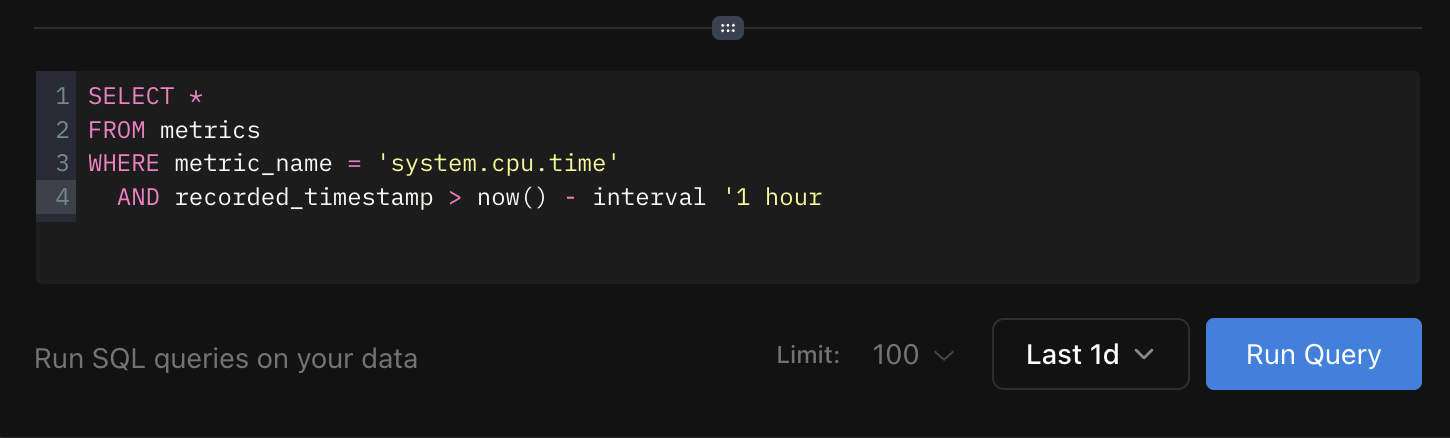 1 SELECT *
2 FROM metrics
3 WHERE metric_name = 'system.cpu.time'
4   AND recorded_timestamp > now() - interval '1 hour
Run SQL queries on your data Limit: 100 Last 1d Run Query